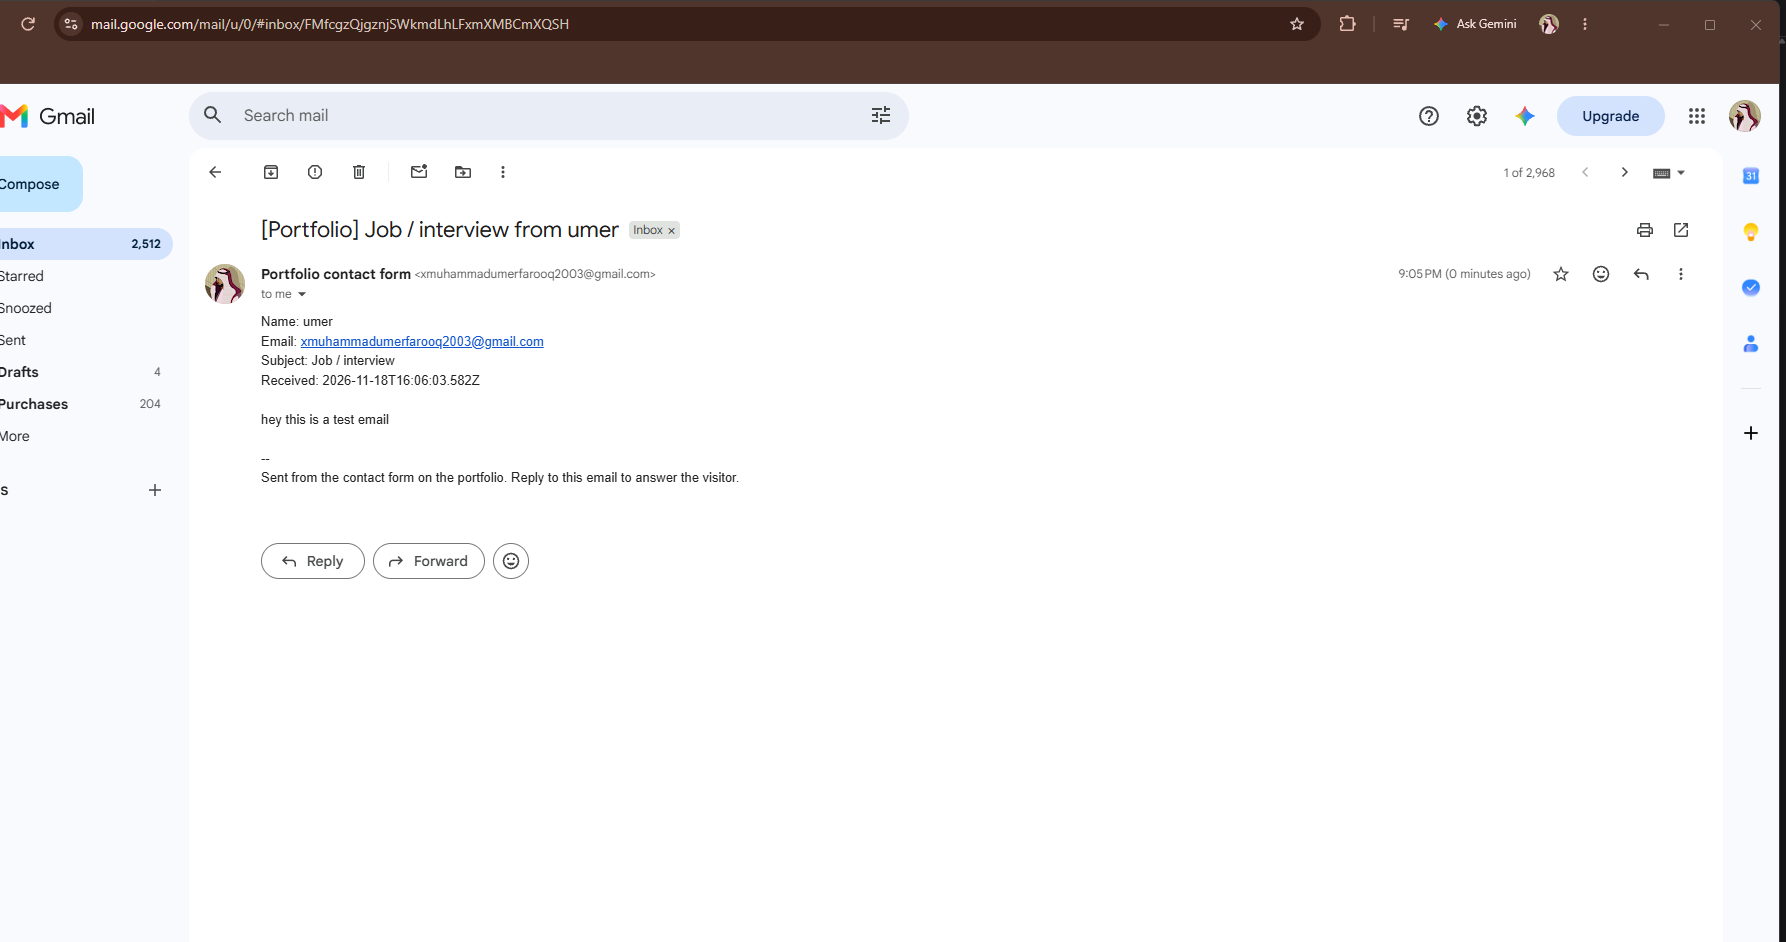 mail.google.com/mail/u/0/#inbox/FMfcgzQjgznjSWkmdLhLFxmXMBCmXQSH
Ask Gemini
Gmail
Search mail
Upgrade
Compose
1 of 2,968
31
[Portfolio] Job / interview from umer
Inbox ×
Inbox 2,512
Starred
Snoozed
Sent
Drafts 4
Purchases 204
More
s
Portfolio contact form <xmuhammadumerfarooq2003@gmail.com>
9:05 PM (0 minutes ago)
to me
Name: umer
Email: xmuhammadumerfarooq2003@gmail.com
Subject: Job / interview
Received: 2026-11-18T16:06:03.582Z
hey this is a test email
--
Sent from the contact form on the portfolio. Reply to this email to answer the visitor.
Reply
Forward